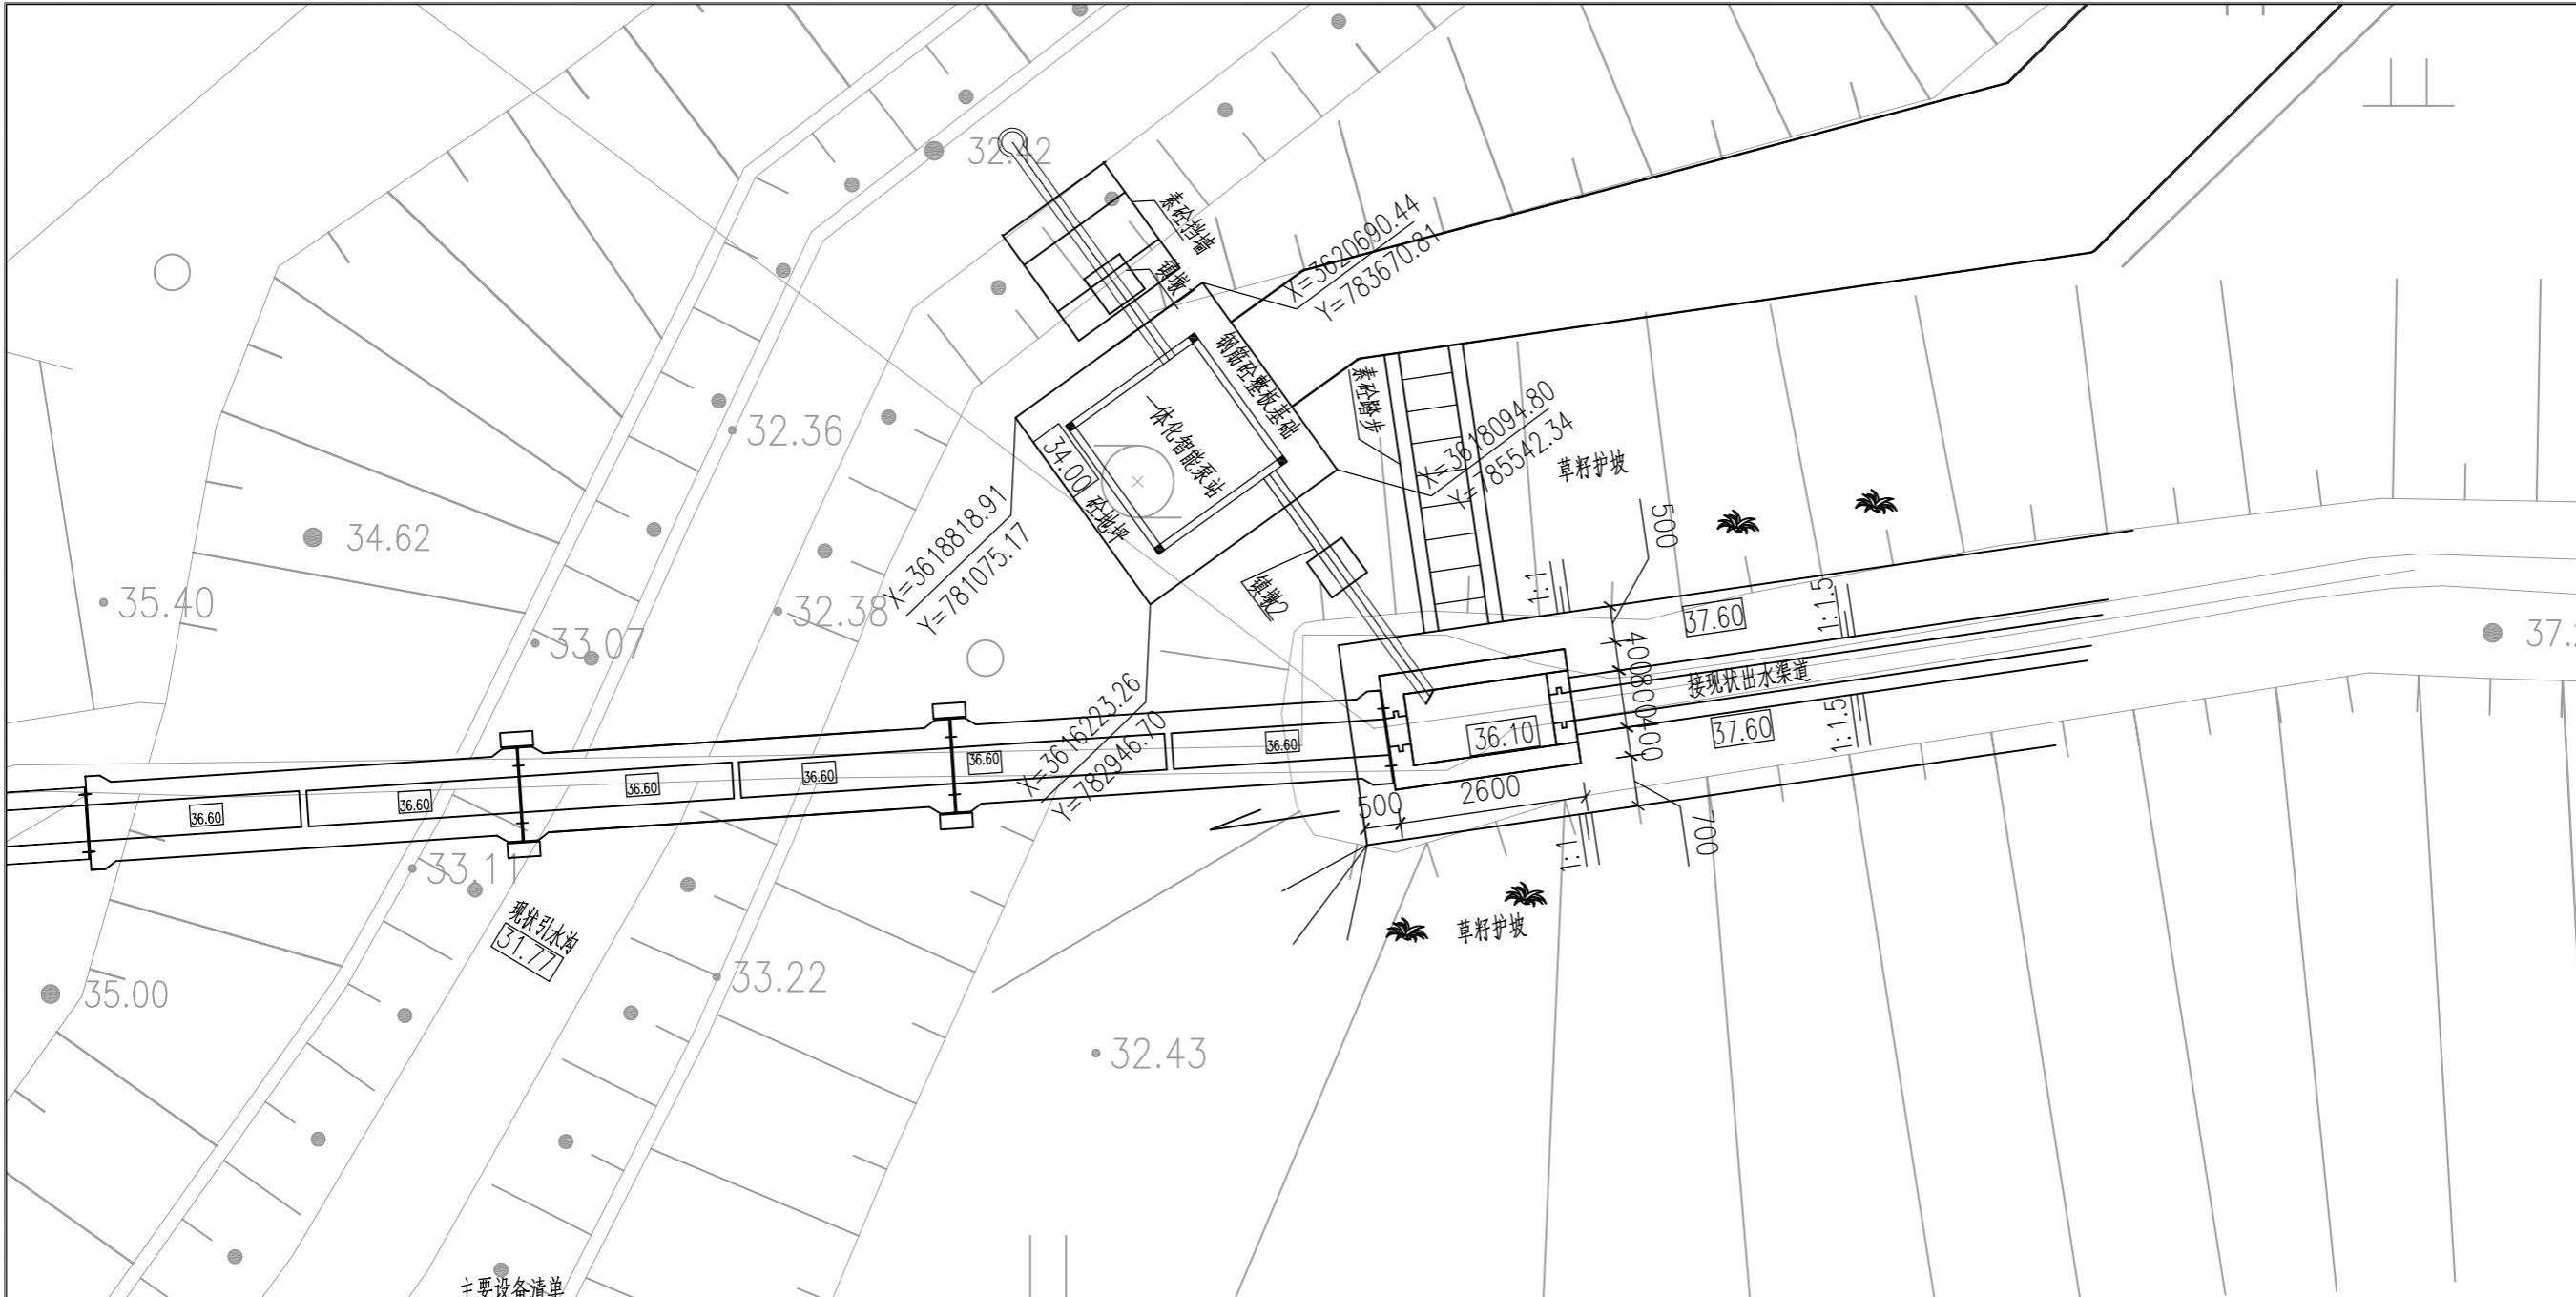 32.42
素砼挡墙
镇墩1
X=3620690.44
Y=783670.81
钢筋砼整板基础
一体化智能泵站
34.00
砼地坪
素砼踏步
X=3618094.80
Y=785542.34
草籽护坡
32.36
34.62
35.40
33.07
32.38
X=3618818.91
Y=781075.17
镇墩2
500
1:1
37.60
1:1.5
400
800
400
接现状出水渠道
37.60
1:1.5
36.10
X=3616223.26
Y=782946.70
36.60
36.60
36.60
36.60
36.60
36.60
500
2600
700
1:1
33.11
现状引水沟
31.77
草籽护坡
35.00
33.22
32.43
主要设备清单